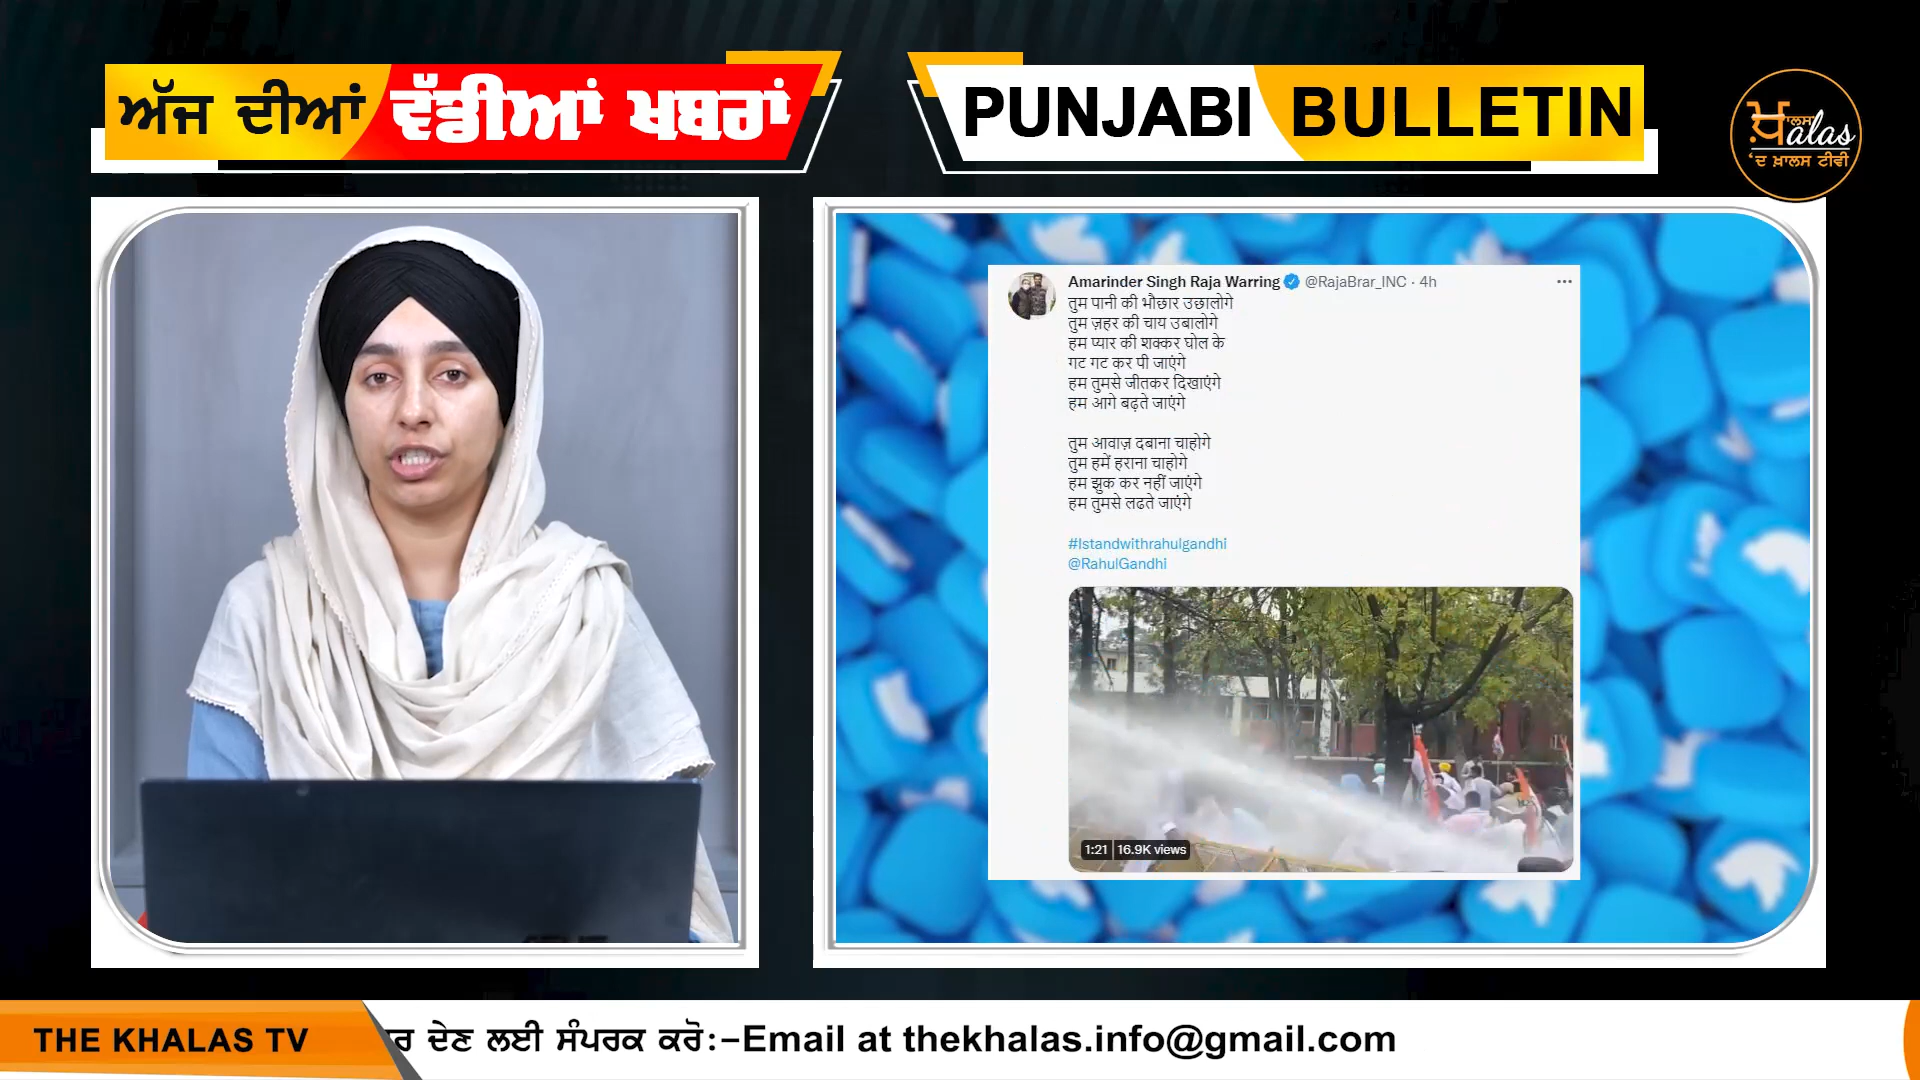 ਅੱਜ ਦੀਆਂ ਵੱਡੀਆਂ ਖਬਰਾਂ
PUNJABI BULLETIN
ਖ਼ਾਲਸ
alas
'ਦ ਖ਼ਾਲਸ ਟੀਵੀ
Amarinder Singh Raja Warring @RajaBrar_INC · 4h
तुम पानी की भौछार उछालोगे
तुम ज़हर की चाय उबालोगे
हम प्यार की शक्कर घोल के
गट गट कर पी जाएंगे
हम तुमसे जीतकर दिखाएंगे
हम आगे बढ़ते जाएंगे
तुम आवाज़ दबाना चाहोगे
तुम हमें हराना चाहोगे
हम झुक कर नहीं जाएंगे
हम तुमसे लढते जाएंगे
#Istandwithrahulgandhi
@RahulGandhi
1:21 16.9K views
THE KHALAS TV
ਰ ਦੇਣ ਲਈ ਸੰਪਰਕ ਕਰੋ:-Email at thekhalas.info@gmail.com